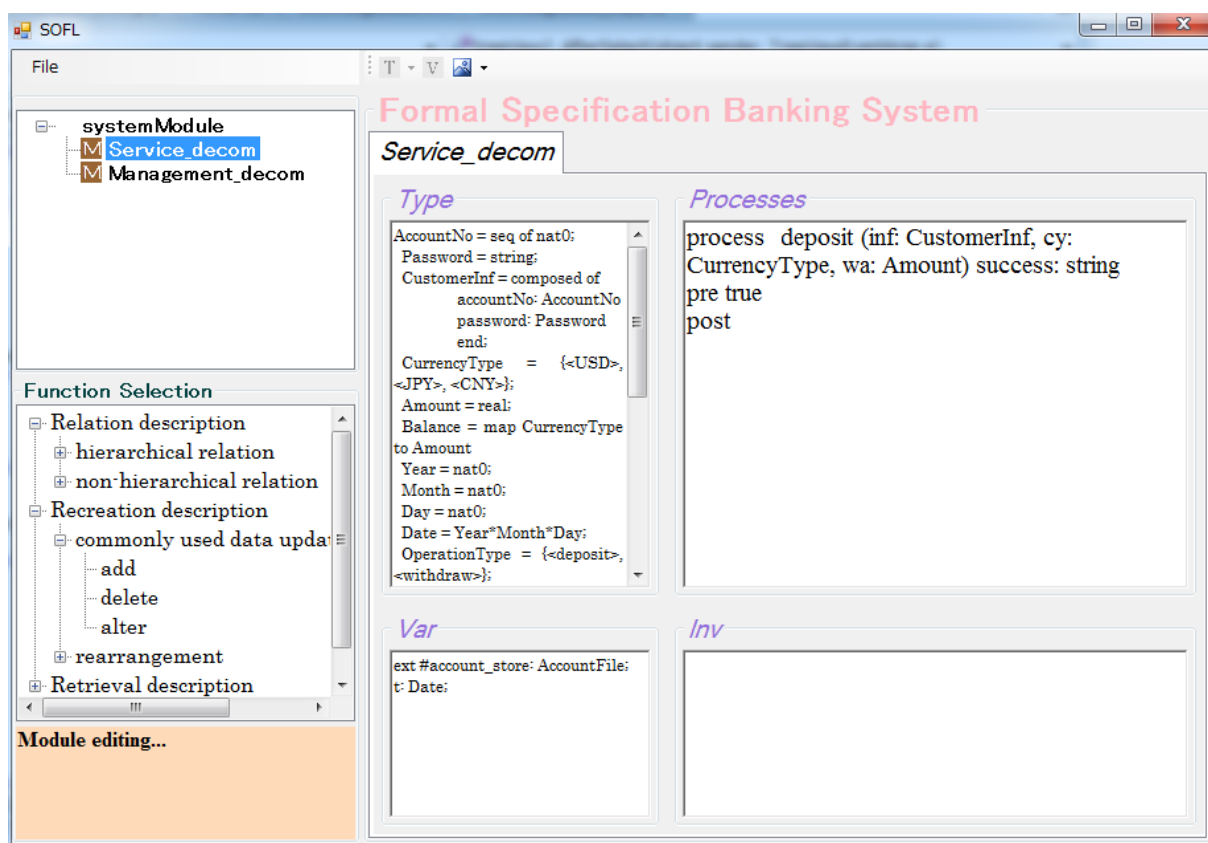 SOFL
File
T V
Formal Specification Banking System
systemModule
M Service_decom
M Management_decom
Service_decom
Type
AccountNo = seq of nat0;
Password = string;
CustomerInf = composed of
accountNo: AccountNo
password: Password
end;
CurrencyType = {<USD>,
<JPY>, <CNY>};
Amount = real;
Balance = map CurrencyType
to Amount
Year = nat0;
Month = nat0;
Day = nat0;
Date = Year*Month*Day;
OperationType = {<deposit>,
<withdraw>};
Processes
process deposit (inf: CustomerInf, cy:
CurrencyType, wa: Amount) success: string
pre true
post
Function Selection
Relation description
hierarchical relation
non-hierarchical relation
Recreation description
commonly used data updat
add
delete
alter
rearrangement
Retrieval description
Module editing...
Var
ext #account_store: AccountFile;
t: Date;
Inv